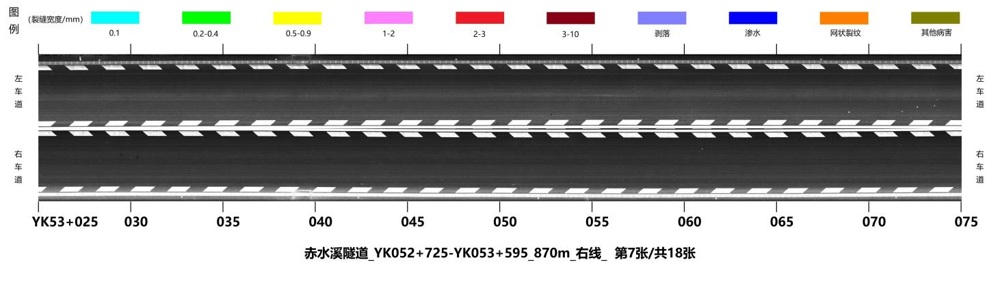 图例
(裂缝宽度/mm)
0.1 0.2-0.4 0.5-0.9 1-2 2-3 3-10 剥落 渗水 网状裂纹 其他病害
左车道 左车道
右车道 右车道
YK53+025 030 035 040 045 050 055 060 065 070 075
赤水溪隧道_YK052+725-YK053+595_870m_右线_ 第7张/共18张